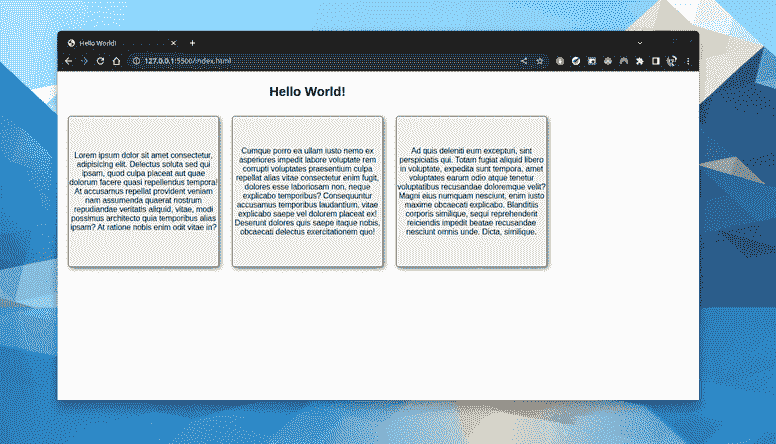 Hello World!
127.0.0.1:5500/index.html
Hello World!
Lorem ipsum dolor sit amet consectetur,
adipisicing elit. Delectus soluta sed qui
ipsam, quod culpa placeat aut quae
dolorum facere quasi repellendus tempora!
At accusamus repellat provident veniam
nam assumenda quaerat nostrum
repudiandae veritatis aliquid, vitae, modi
possimus architecto quia temporibus alias
ipsam? At ratione nobis enim odit vitae in?
Cumque porro ea ullam iusto nemo ex
asperiores impedit labore voluptate rem
corrupti voluptates praesentium culpa
repellat alias vitae consectetur enim fugit,
dolores esse laboriosam non, neque
explicabo temporibus? Consequuntur
accusamus temporibus laudantium, vitae
explicabo saepe vel dolorem placeat ex!
Deserunt dolores quis saepe itaque nobis,
obcaecati delectus exercitationem quo!
Ad quis deleniti eum excepturi, sint
perspiciatis qui. Totam fugiat aliquid libero
in voluptate, expedita sunt tempora, amet
voluptates earum odio atque tenetur
voluptatibus recusandae doloremque velit?
Magni eius numquam nesciunt, enim iusto
maxime obcaecati explicabo. Blanditiis
corporis similique, sequi reprehenderit
reiciendis impedit beatae recusandae
nesciunt omnis unde. Dicta, similique.